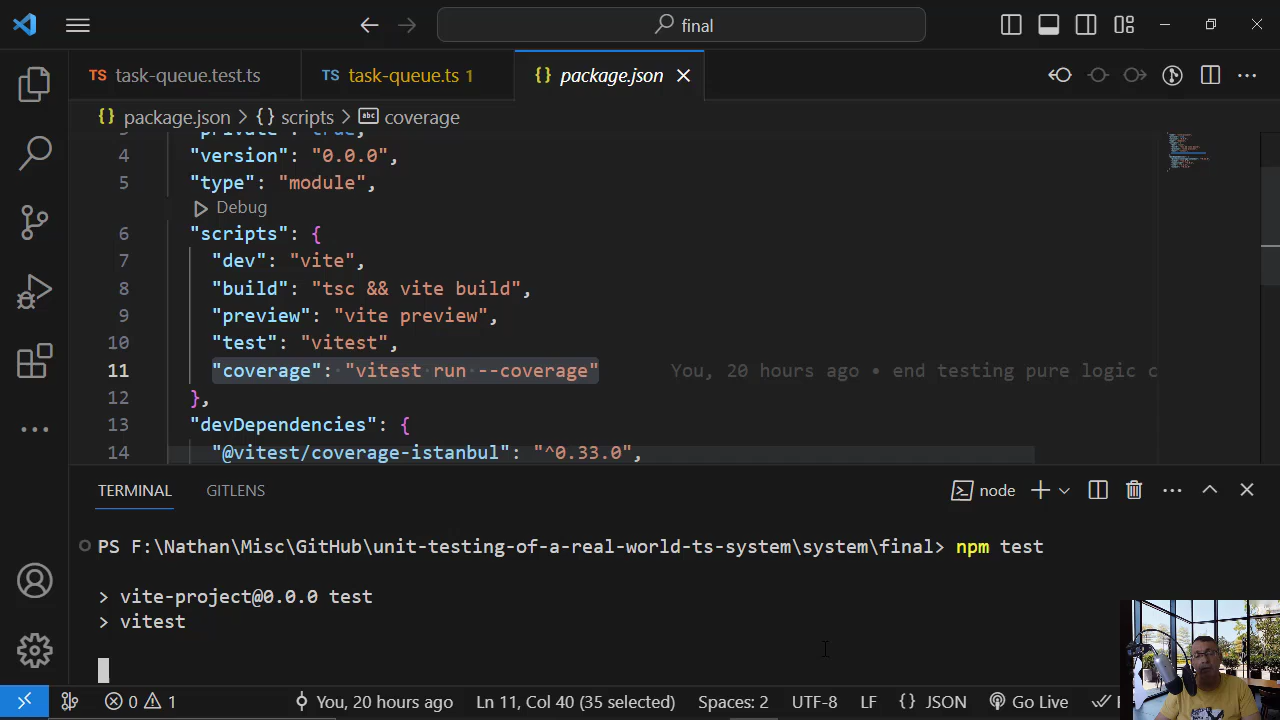 final
TS task-queue.test.ts
TS task-queue.ts 1
{} package.json
{} package.json > {} scripts > abc coverage
3 "private": true,
4 "version": "0.0.0",
5 "type": "module",
Debug
6 "scripts": {
7 "dev": "vite",
8 "build": "tsc && vite build",
9 "preview": "vite preview",
10 "test": "vitest",
11 "coverage": "vitest run --coverage" You, 20 hours ago • end testing pure logic c
12 },
13 "devDependencies": {
14 "@vitest/coverage-istanbul": "^0.33.0",
TERMINAL GITLENS
node
PS F:\Nathan\Misc\GitHub\unit-testing-of-a-real-world-ts-system\system\final> npm test
> vite-project@0.0.0 test
> vitest
0 1 You, 20 hours ago Ln 11, Col 40 (35 selected) Spaces: 2 UTF-8 LF {} JSON Go Live